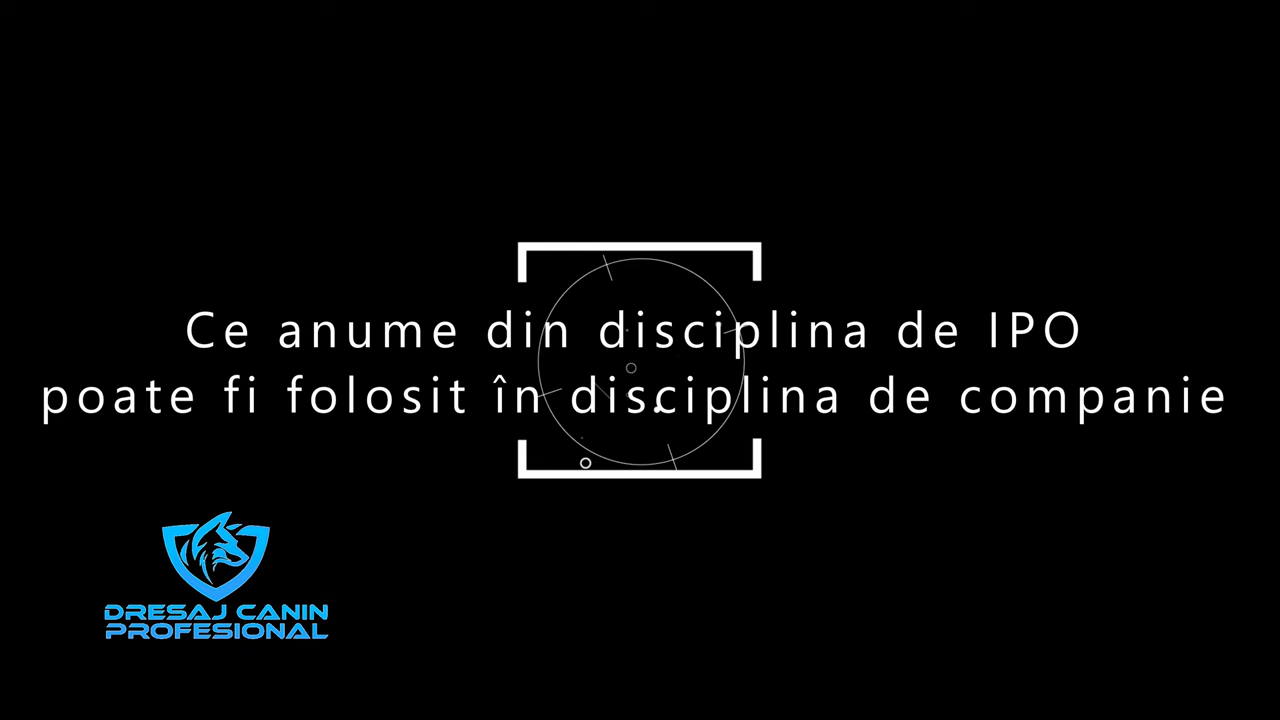 Ce anume din disciplina de IPO
poate fi folosit în disciplina de companie
DRESAJ CANIN
PROFESIONAL